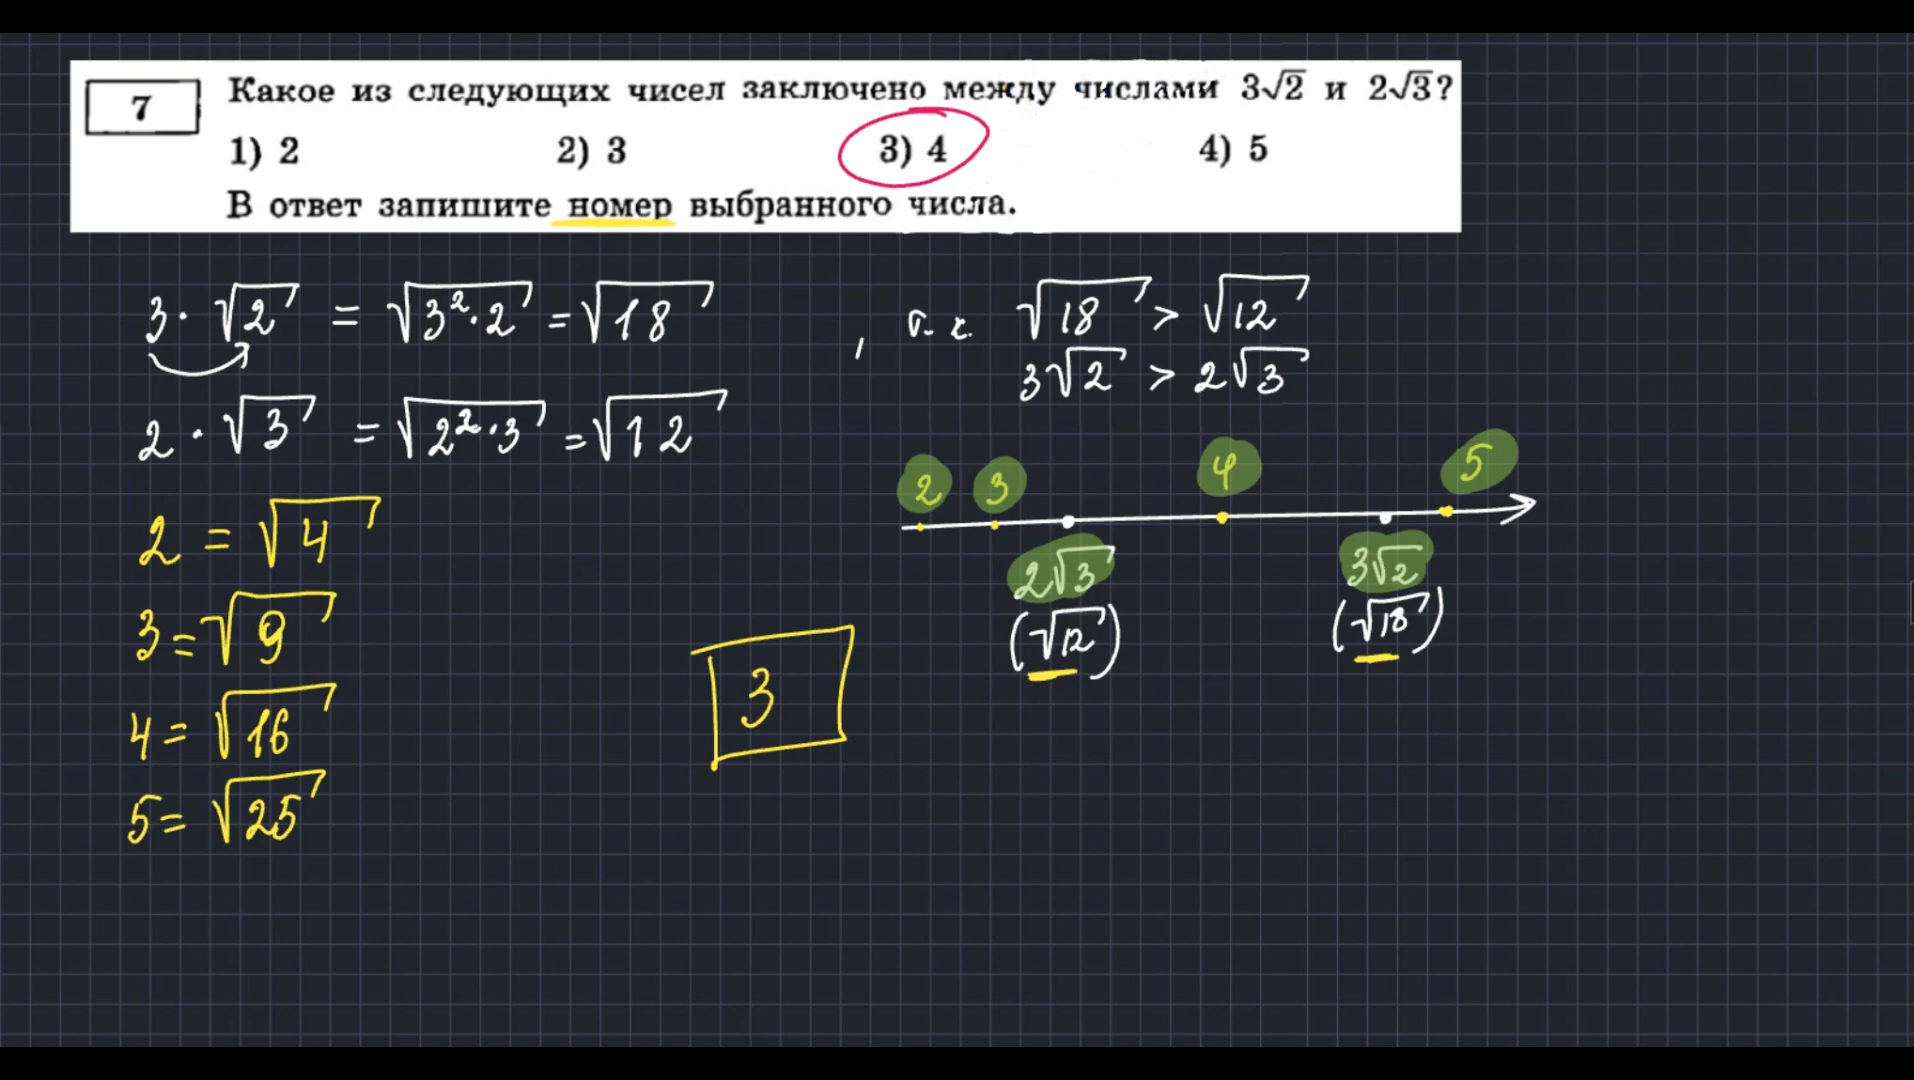 7 Какое из следующих чисел заключено между числами 3√2 и 2√3?
1) 2 2) 3 3) 4 4) 5
В ответ запишите номер выбранного числа.
3·√2 = √3²·2 = √18 , т.к. √18 > √12
3√2 > 2√3
2·√3 = √2²·3 = √12
2 3 4 5
2√3 3√2
(√12) (√18)
2 = √4
3 = √9
4 = √16
5 = √25
3